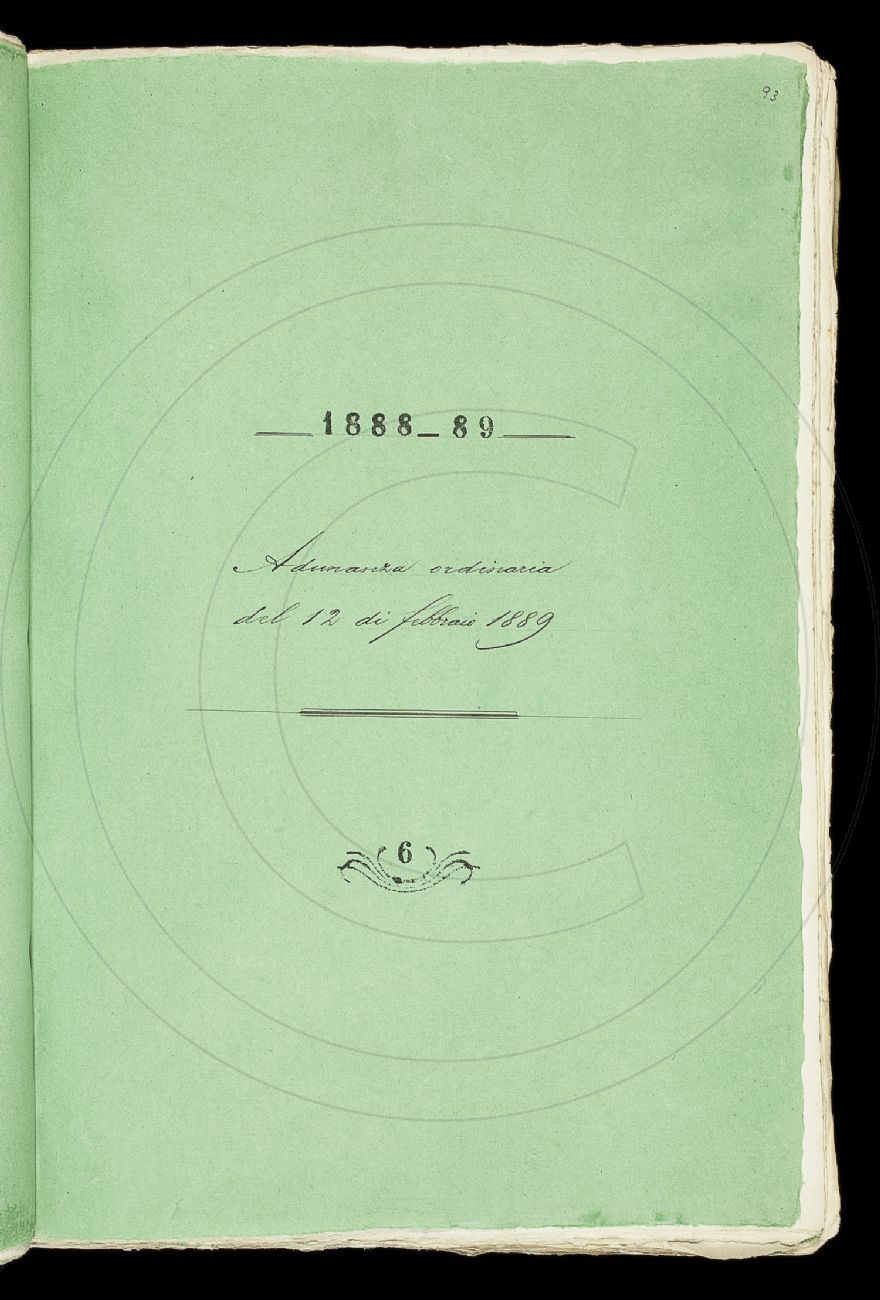 93
1888_89
Adunanza ordinaria
del 12 di febbraio 1889
6